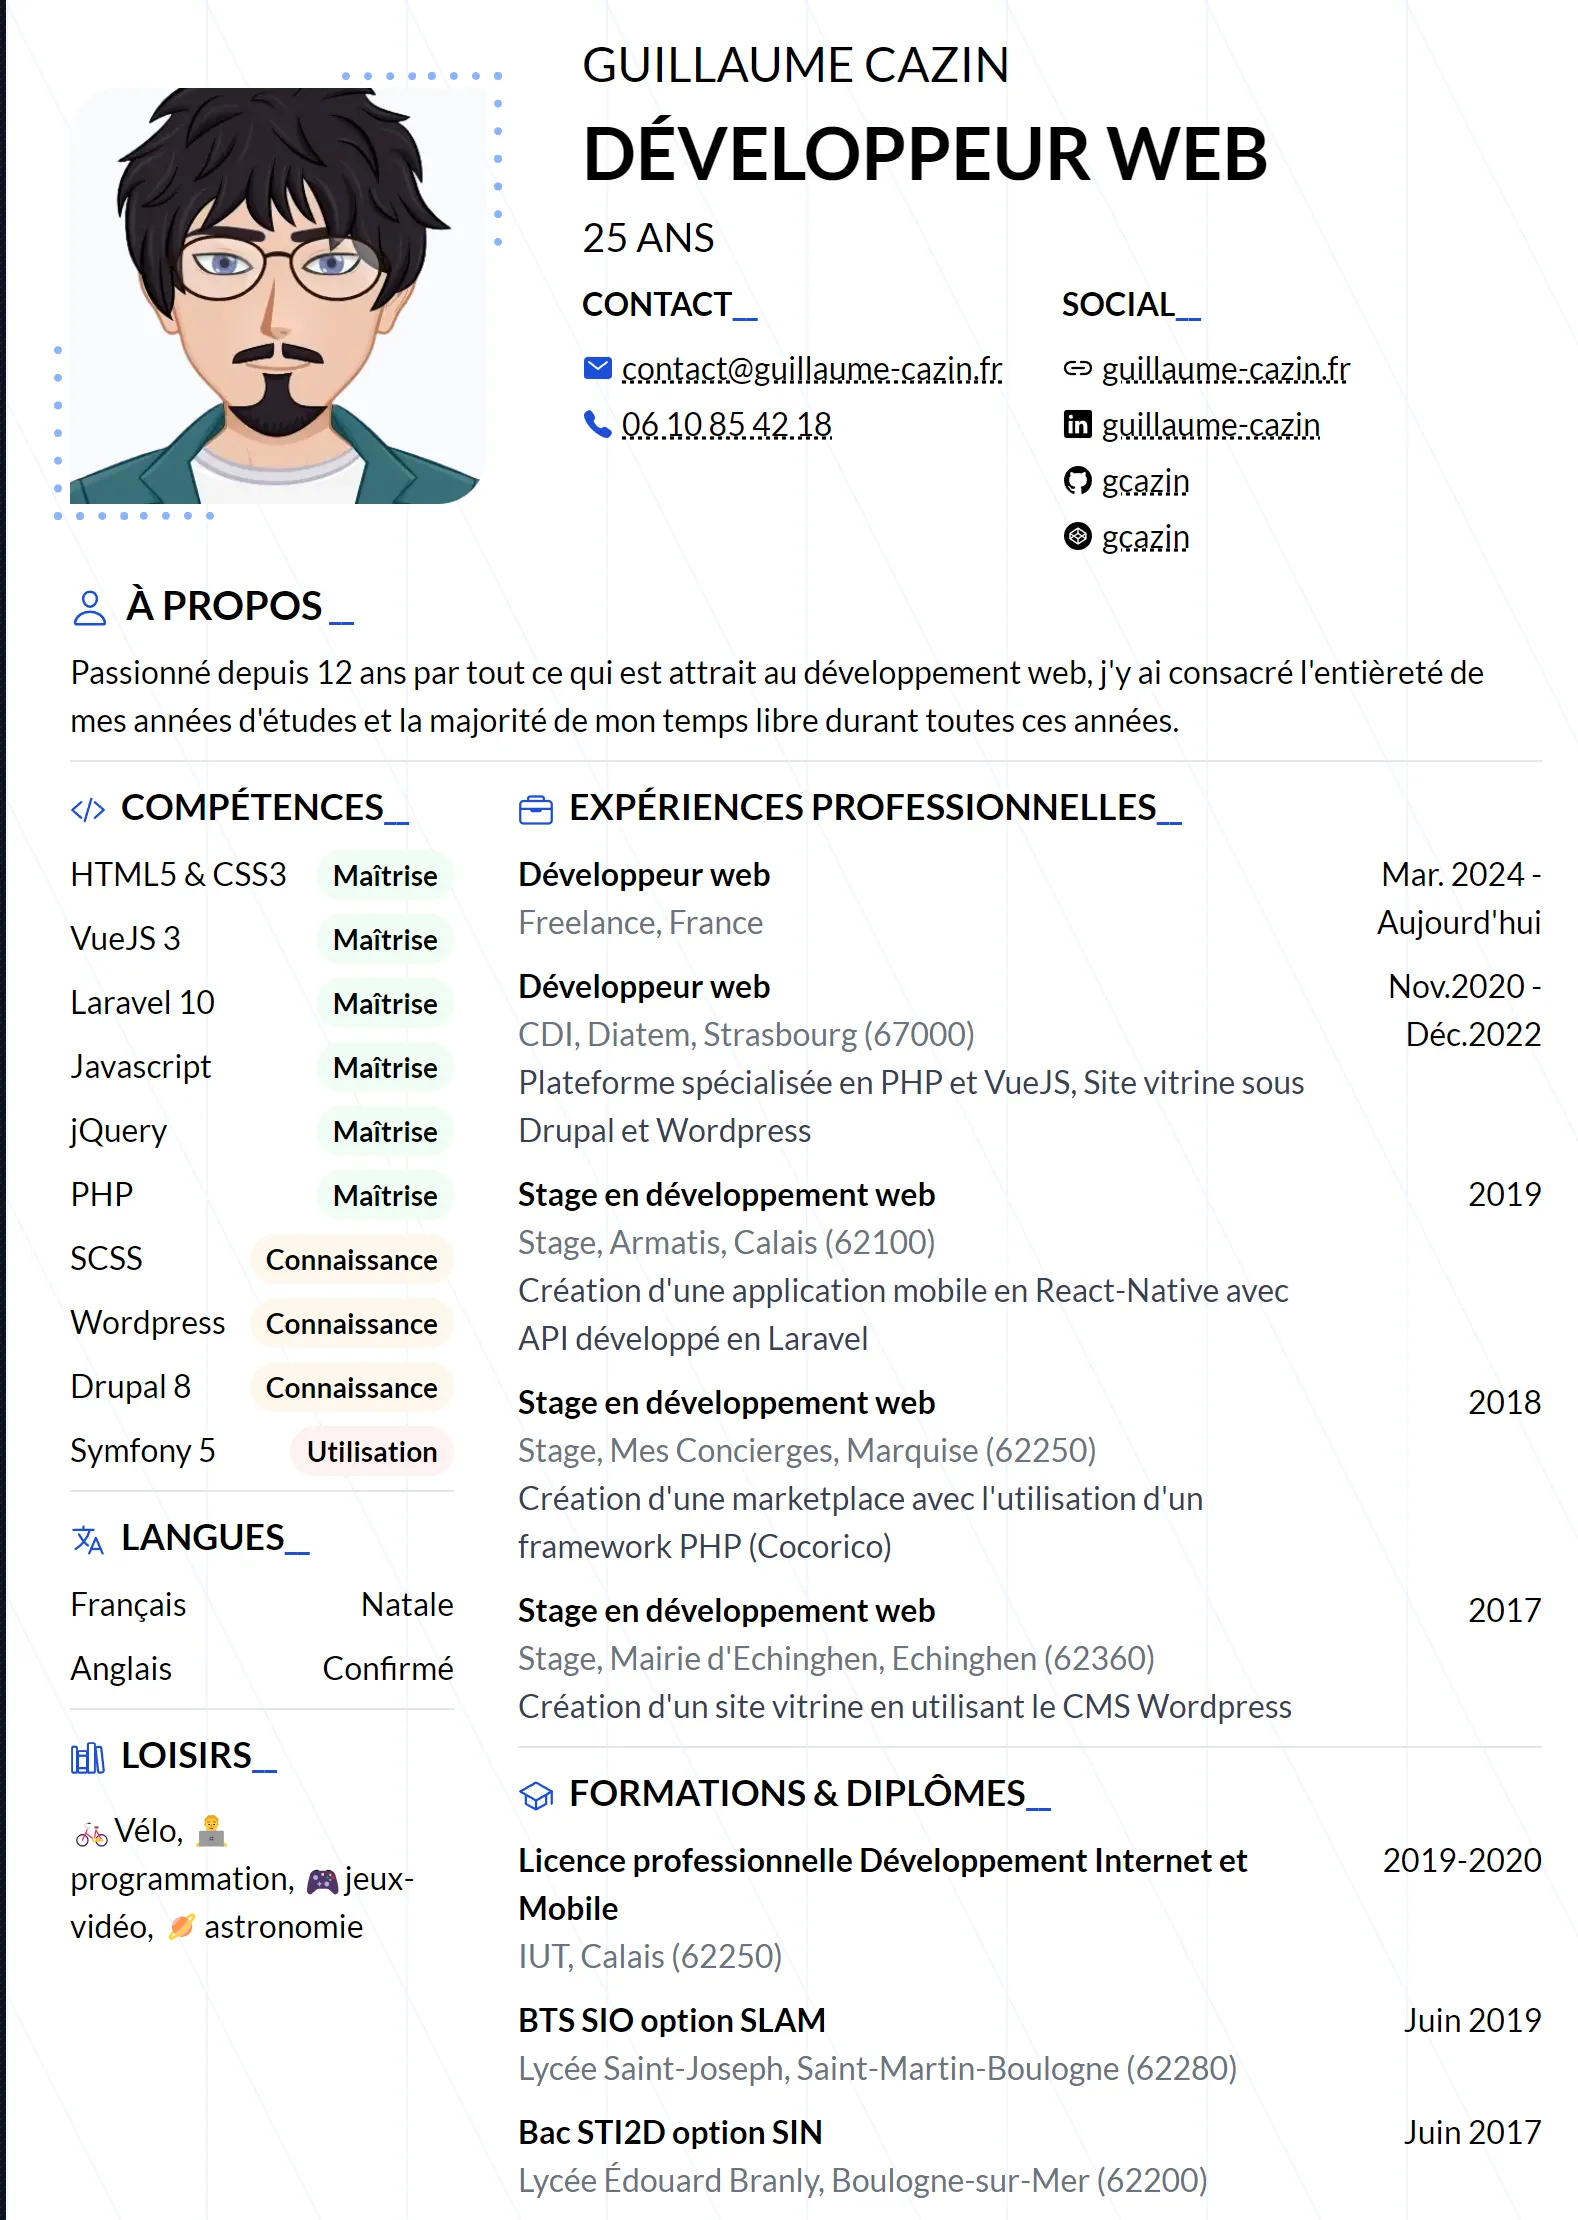 GUILLAUME CAZIN
DÉVELOPPEUR WEB
25 ANS
CONTACT__
contact@guillaume-cazin.fr
06 10 85 42 18
SOCIAL__
guillaume-cazin.fr
guillaume-cazin
gcazin
gcazin
À PROPOS __
Passionné depuis 12 ans par tout ce qui est attrait au développement web, j'y ai consacré l'entièreté de
mes années d'études et la majorité de mon temps libre durant toutes ces années.
COMPÉTENCES__
HTML5 & CSS3 Maîtrise
VueJS 3 Maîtrise
Laravel 10 Maîtrise
Javascript Maîtrise
jQuery Maîtrise
PHP Maîtrise
SCSS Connaissance
Wordpress Connaissance
Drupal 8 Connaissance
Symfony 5 Utilisation
LANGUES__
Français Natale
Anglais Confirmé
LOISIRS__
🚲 Vélo, 👨‍💻
programmation, 🎮 jeux-
vidéo, 🪐 astronomie
EXPÉRIENCES PROFESSIONNELLES__
Développeur web Mar. 2024 -
Freelance, France Aujourd'hui
Développeur web Nov.2020 -
CDI, Diatem, Strasbourg (67000) Déc.2022
Plateforme spécialisée en PHP et VueJS, Site vitrine sous
Drupal et Wordpress
Stage en développement web 2019
Stage, Armatis, Calais (62100)
Création d'une application mobile en React-Native avec
API développé en Laravel
Stage en développement web 2018
Stage, Mes Concierges, Marquise (62250)
Création d'une marketplace avec l'utilisation d'un
framework PHP (Cocorico)
Stage en développement web 2017
Stage, Mairie d'Echinghen, Echinghen (62360)
Création d'un site vitrine en utilisant le CMS Wordpress
FORMATIONS & DIPLÔMES__
Licence professionnelle Développement Internet et 2019-2020
Mobile
IUT, Calais (62250)
BTS SIO option SLAM Juin 2019
Lycée Saint-Joseph, Saint-Martin-Boulogne (62280)
Bac STI2D option SIN Juin 2017
Lycée Édouard Branly, Boulogne-sur-Mer (62200)